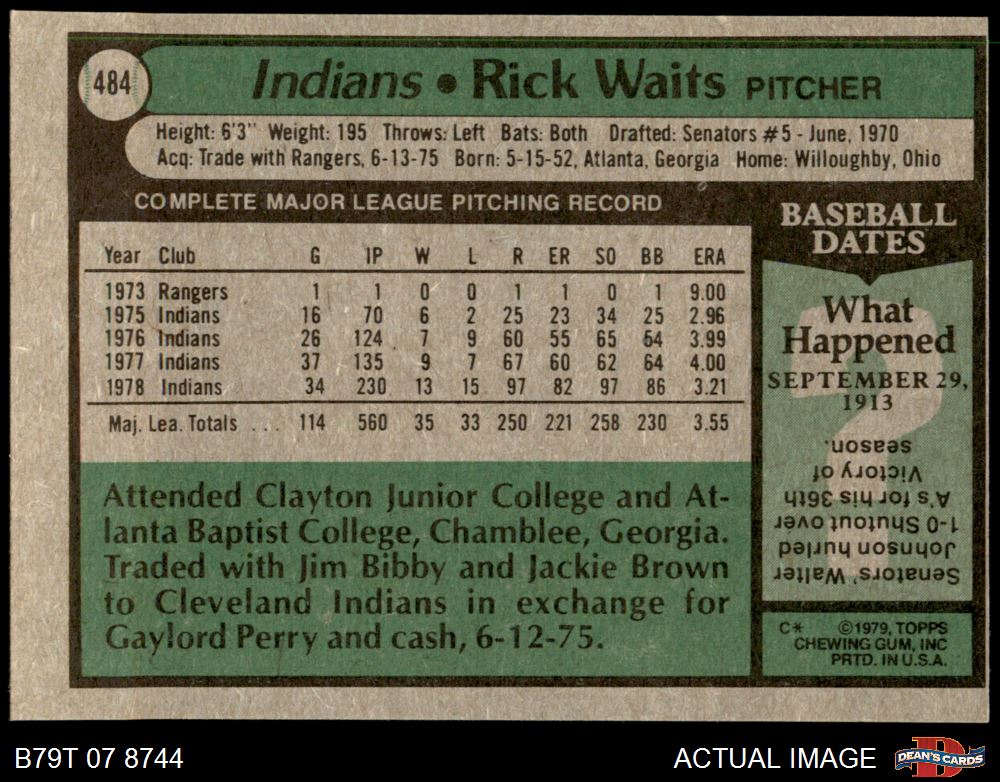 484
Indians • Rick Waits PITCHER
Height: 6'3" Weight: 195 Throws: Left Bats: Both Drafted: Senators #5 - June, 1970
Acq: Trade with Rangers, 6-13-75 Born: 5-15-52, Atlanta, Georgia Home: Willoughby, Ohio
COMPLETE MAJOR LEAGUE PITCHING RECORD
Year Club G IP W L R ER SO BB ERA
1973 Rangers 1 1 0 0 1 1 0 1 9.00
1975 Indians 16 70 6 2 25 23 34 25 2.96
1976 Indians 26 124 7 9 60 55 65 54 3.99
1977 Indians 37 135 9 7 67 60 62 64 4.00
1978 Indians 34 230 13 15 97 82 97 86 3.21
Maj. Lea. Totals ... 114 560 35 33 250 221 258 230 3.55
Attended Clayton Junior College and At-
lanta Baptist College, Chamblee, Georgia.
Traded with Jim Bibby and Jackie Brown
to Cleveland Indians in exchange for
Gaylord Perry and cash, 6-12-75.
BASEBALL
DATES
What
Happened
SEPTEMBER 29,
1913
?
Senators' Walter
Johnson hurled
1-0 Shutout over
A's for his 36th
Victory of
season.
C* ©1979, TOPPS
CHEWING GUM, INC
PRTD. IN U.S.A.
B79T 07 8744
ACTUAL IMAGE
D
DEAN'S CARDS